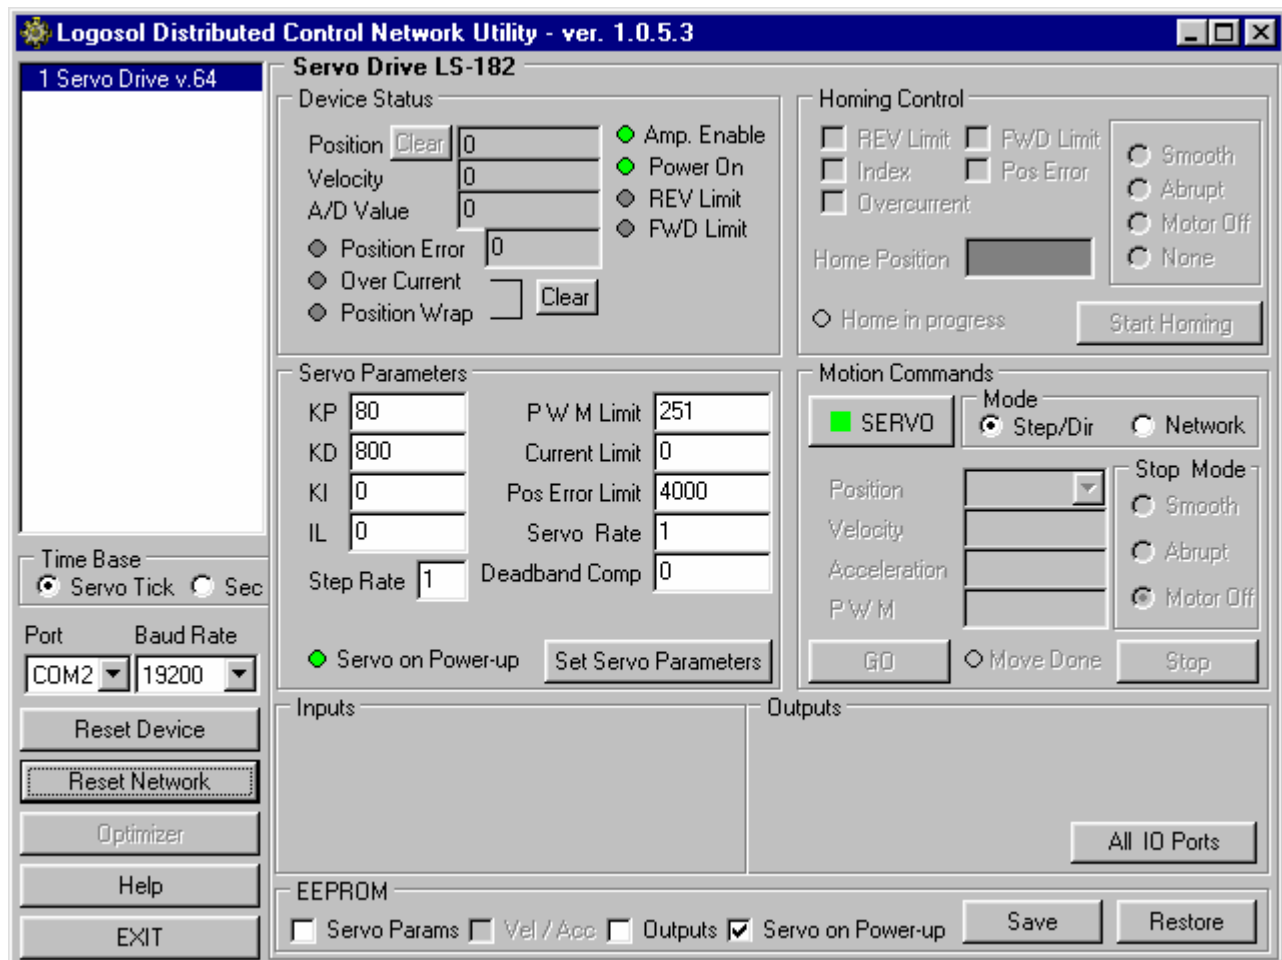 Logosol Distributed Control Network Utility - ver. 1.0.5.3
1 Servo Drive v.64
Servo Drive LS-182
Device Status
Position Clear 0
Velocity 0
A/D Value 0
Position Error 0
Over Current
Position Wrap
Clear
Amp. Enable
Power On
REV Limit
FWD Limit
Homing Control
REV Limit FWD Limit
Index Pos Error
Overcurrent
Smooth
Abrupt
Motor Off
None
Home Position
Home in progress
Start Homing
Servo Parameters
KP 80
KD 800
KI 0
IL 0
Step Rate 1
P W M Limit 251
Current Limit 0
Pos Error Limit 4000
Servo Rate 1
Deadband Comp 0
Servo on Power-up
Set Servo Parameters
Motion Commands
SERVO
Mode
Step/Dir Network
Position
Velocity
Acceleration
P W M
Stop Mode
Smooth
Abrupt
Motor Off
GO
Move Done
Stop
Time Base
Servo Tick Sec
Port Baud Rate
COM2 19200
Reset Device
Reset Network
Optimizer
Help
EXIT
Inputs
Outputs
All IO Ports
EEPROM
Servo Params Vel / Acc Outputs Servo on Power-up
Save
Restore